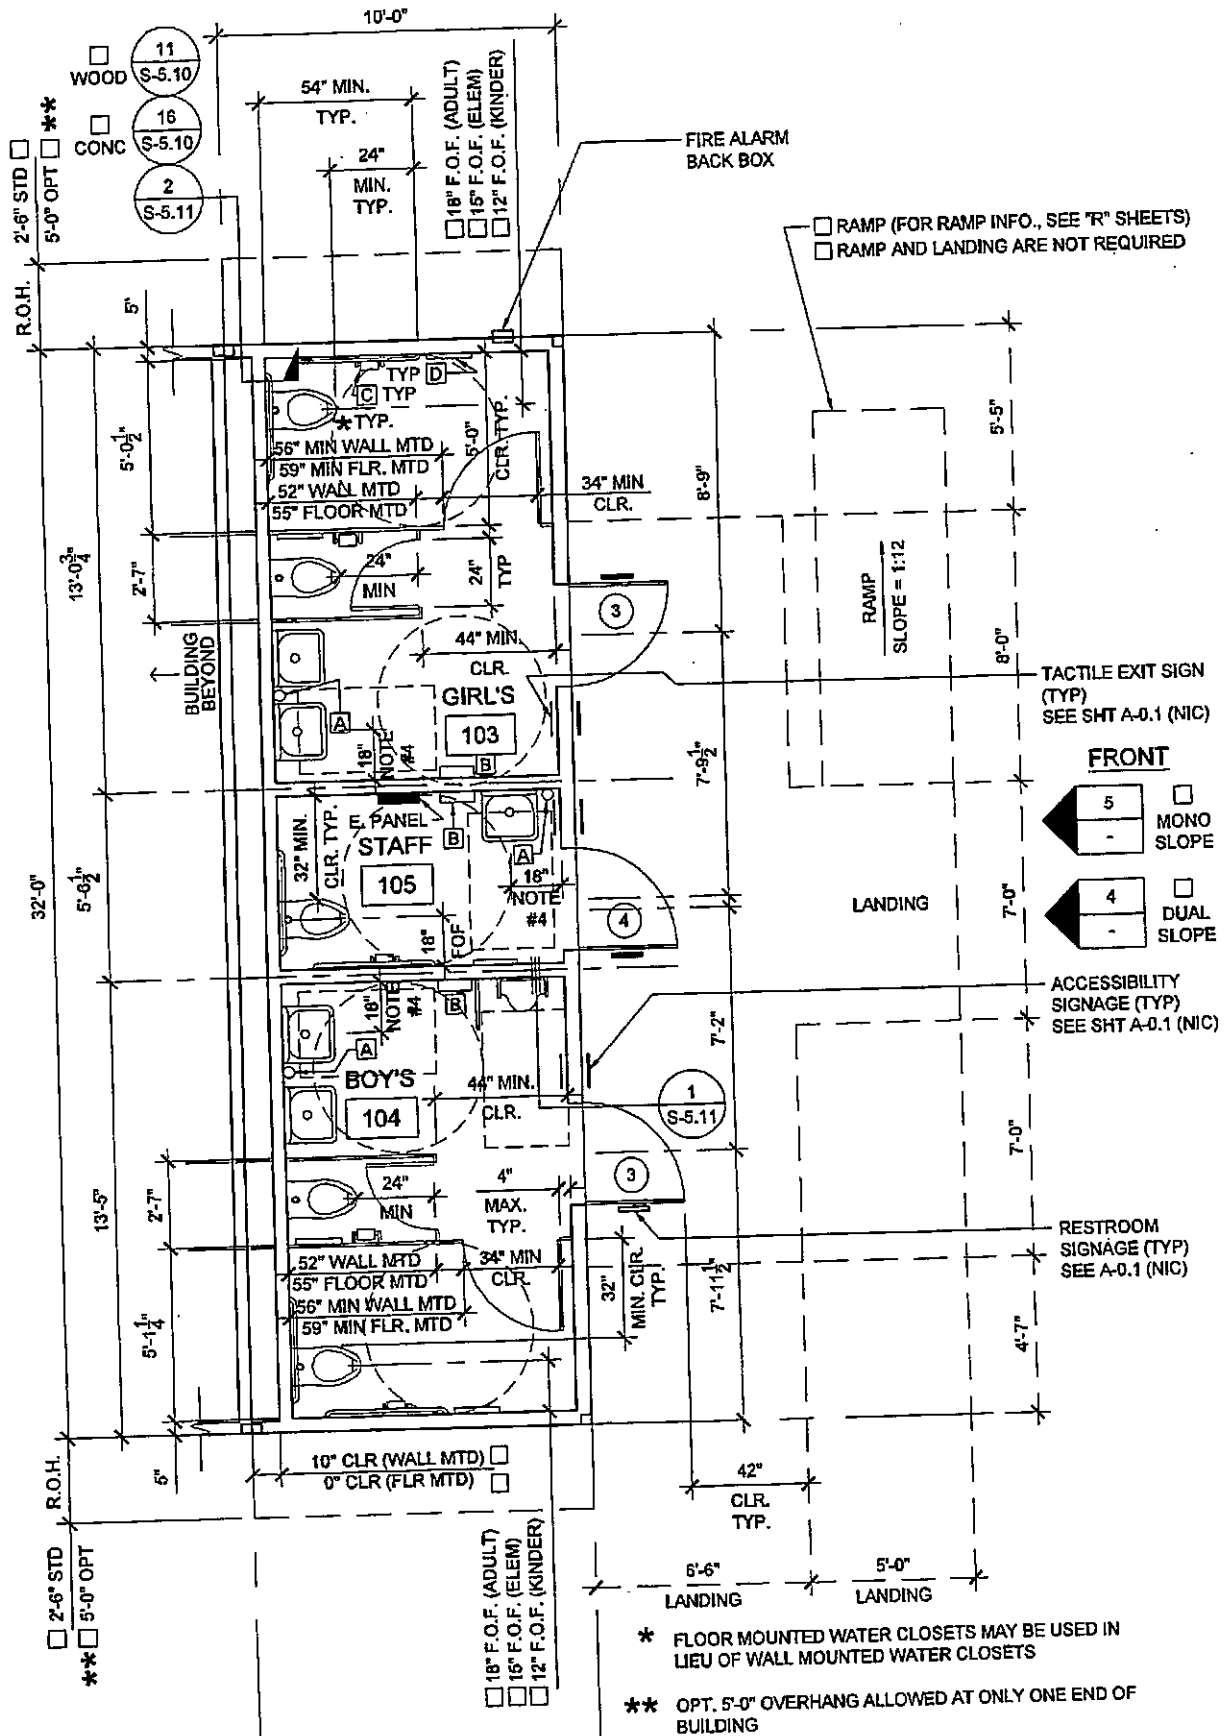 10'-0"
11
S-5.10
WOOD
16
S-5.10
CONC
2
S-5.11
2'-6" STD
5'-0" OPT **
R.O.H.
54" MIN.
TYP.
24"
MIN.
TYP.
18" F.O.F. (ADULT)
15" F.O.F. (ELEM)
12" F.O.F. (KINDER)
FIRE ALARM
BACK BOX
RAMP (FOR RAMP INFO., SEE "R" SHEETS)
RAMP AND LANDING ARE NOT REQUIRED
5"
TYP D
C TYP
* TYP.
5'-0"
CLR. TYP.
56" MIN WALL MTD
59" MIN FLR. MTD
52" WALL MTD
55" FLOOR MTD
34" MIN
CLR.
5'-0 1/2"
8'-9"
5'-5"
13'-0 3/4"
2'-7"
24"
MIN
24"
TYP
3
RAMP
SLOPE = 1:12
8'-0"
44" MIN.
CLR.
BUILDING
BEYOND
GIRL'S
103
A
18"
NOTE
#4
B
TACTILE EXIT SIGN
(TYP)
SEE SHT A-0.1 (NIC)
7'-9 1/2"
FRONT
5
-
MONO
SLOPE
4
-
DUAL
SLOPE
32'-0"
5'-6 1/2"
32" MIN.
CLR. TYP.
E. PANEL
STAFF
105
B
A
18"
NOTE
#4
18"
FOF
4
LANDING
7'-0"
ACCESSIBILITY
SIGNAGE (TYP)
SEE SHT A-0.1 (NIC)
18"
NOTE
#4
B
A
BOY'S
104
44" MIN.
CLR.
7'-2"
1
S-5.11
7'-0"
13'-5"
2'-7"
24"
MIN
4"
MAX.
TYP.
3
RESTROOM
SIGNAGE (TYP)
SEE A-0.1 (NIC)
52" WALL MTD
55" FLOOR MTD
34" MIN
CLR.
56" MIN WALL MTD
59" MIN FLR. MTD
32"
MIN. CLR.
TYP.
7'-11 1/2"
4'-7"
5'-1 1/4"
5"
R.O.H.
10" CLR (WALL MTD)
0" CLR (FLR MTD)
42"
CLR.
TYP.
2'-6" STD
** 5'-0" OPT
18" F.O.F. (ADULT)
15" F.O.F. (ELEM)
12" F.O.F. (KINDER)
6'-6"
LANDING
5'-0"
LANDING
* FLOOR MOUNTED WATER CLOSETS MAY BE USED IN
LIEU OF WALL MOUNTED WATER CLOSETS
** OPT. 5'-0" OVERHANG ALLOWED AT ONLY ONE END OF
BUILDING